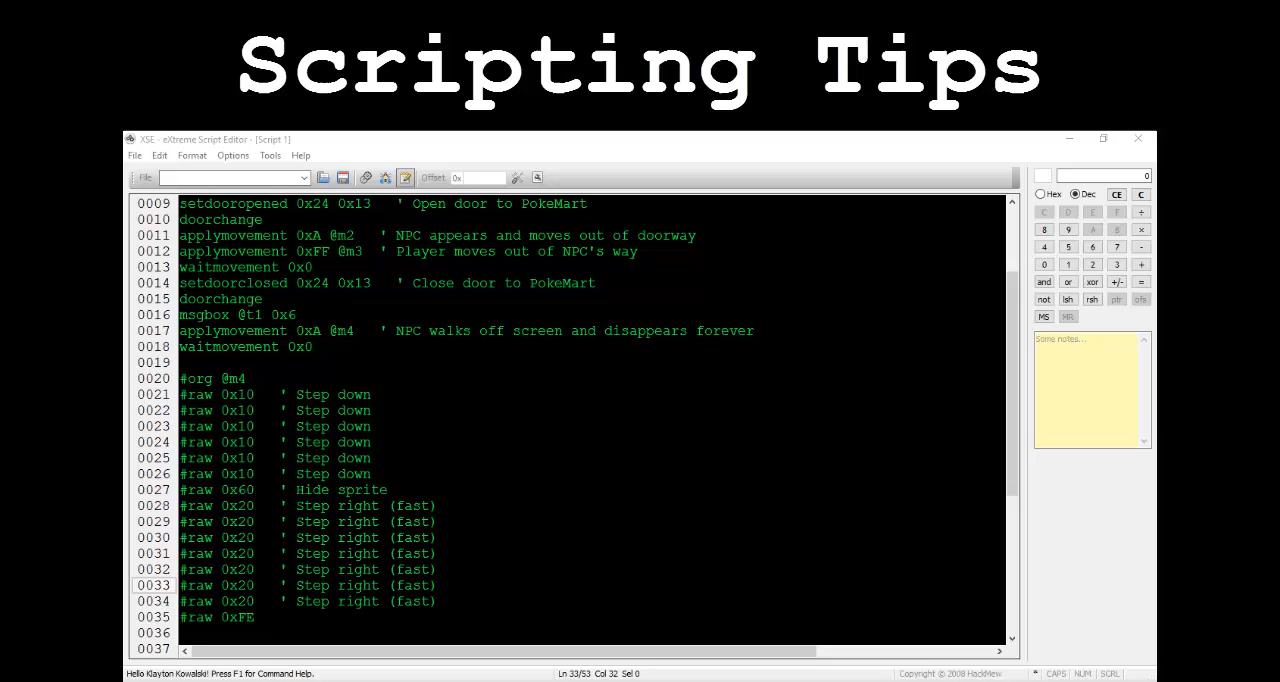 Scripting Tips
XSE - eXtreme Script Editor - [Script 1]
File Edit Format Options Tools Help
File Offset 0x
0
Hex Dec CE C
C D E F ÷
8 9 A B ×
4 5 6 7 -
0 1 2 3 +
and or xor +/- =
not lsh rsh ptr ofs
MS MR
Some notes...
0009 setdooropened 0x24 0x13 ' Open door to PokeMart
0010 doorchange
0011 applymovement 0xA @m2 ' NPC appears and moves out of doorway
0012 applymovement 0xFF @m3 ' Player moves out of NPC's way
0013 waitmovement 0x0
0014 setdoorclosed 0x24 0x13 ' Close door to PokeMart
0015 doorchange
0016 msgbox @t1 0x6
0017 applymovement 0xA @m4 ' NPC walks off screen and disappears forever
0018 waitmovement 0x0
0019
0020 #org @m4
0021 #raw 0x10 ' Step down
0022 #raw 0x10 ' Step down
0023 #raw 0x10 ' Step down
0024 #raw 0x10 ' Step down
0025 #raw 0x10 ' Step down
0026 #raw 0x10 ' Step down
0027 #raw 0x60 ' Hide sprite
0028 #raw 0x20 ' Step right (fast)
0029 #raw 0x20 ' Step right (fast)
0030 #raw 0x20 ' Step right (fast)
0031 #raw 0x20 ' Step right (fast)
0032 #raw 0x20 ' Step right (fast)
0033 #raw 0x20 ' Step right (fast)
0034 #raw 0x20 ' Step right (fast)
0035 #raw 0xFE
0036
0037
Hello Klayton Kowalski! Press F1 for Command Help. Ln 33/53 Col 32 Sel 0 Copyright © 2008 HackMew * CAPS NUM SCRL